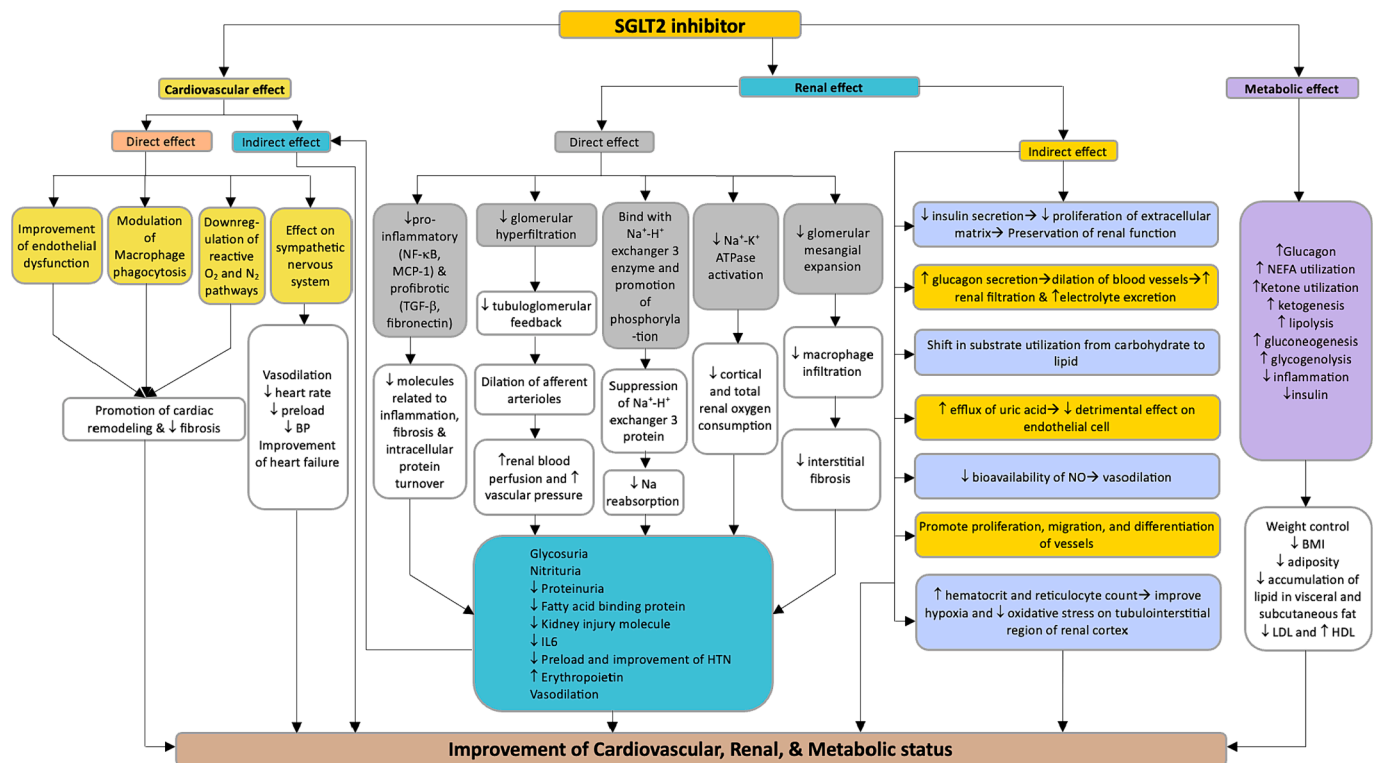 SGLT2 inhibitor
Cardiovascular effect
Renal effect
Metabolic effect
Direct effect
Indirect effect
Direct effect
Indirect effect
Improvement
of endothelial
dysfunction
Modulation
of
Macrophage
phagocytosis
Downreg-
ulation of
reactive
O₂ and N₂
pathways
Effect on
sympathetic
nervous
system
↓pro-
inflammatory
(NF-κB,
MCP-1) &
profibrotic
(TGF-β,
fibronectin)
↓ glomerular
hyperfiltration
Bind with
Na⁺-H⁺
exchanger 3
enzyme and
promotion
of
phosphoryla
-tion
↓ Na⁺-K⁺
ATPase
activation
↓ glomerular
mesangial
expansion
↓ insulin secretion→ ↓ proliferation of extracellular
matrix→ Preservation of renal function
↑ glucagon secretion→dilation of blood vessels→↑
renal filtration & ↑electrolyte excretion
Shift in substrate utilization from carbohydrate to
lipid
↑ efflux of uric acid→ ↓ detrimental effect on
endothelial cell
↓ bioavailability of NO→ vasodilation
Promote proliferation, migration, and differentiation
of vessels
↑ hematocrit and reticulocyte count→ improve
hypoxia and ↓ oxidative stress on tubulointerstitial
region of renal cortex
↑Glucagon
↑ NEFA utilization
↑Ketone utilization
↑ ketogenesis
↑ lipolysis
↑ gluconeogenesis
↑ glycogenolysis
↓ inflammation
↓insulin
Promotion of cardiac
remodeling & ↓ fibrosis
Vasodilation
↓ heart rate
↓ preload
↓ BP
Improvement
of heart failure
↓ molecules
related to
inflammation,
fibrosis &
intracellular
protein
turnover
↓
tubuloglomerular
feedback
Dilation of afferent
arterioles
↑renal blood
perfusion and ↑
vascular pressure
Suppression
of Na⁺-H⁺
exchanger 3
protein
↓ Na
reabsorption
↓ cortical
and total
renal oxygen
consumption
↓ macrophage
infiltration
↓ interstitial
fibrosis
Weight control
↓ BMI
↓ adiposity
↓ accumulation of
lipid in visceral and
subcutaneous fat
↓ LDL and ↑ HDL
Glycosuria
Nitrituria
↓ Proteinuria
↓ Fatty acid binding protein
↓ Kidney injury molecule
↓ IL6
↓ Preload and improvement of HTN
↑ Erythropoietin
Vasodilation
Improvement of Cardiovascular, Renal, & Metabolic status